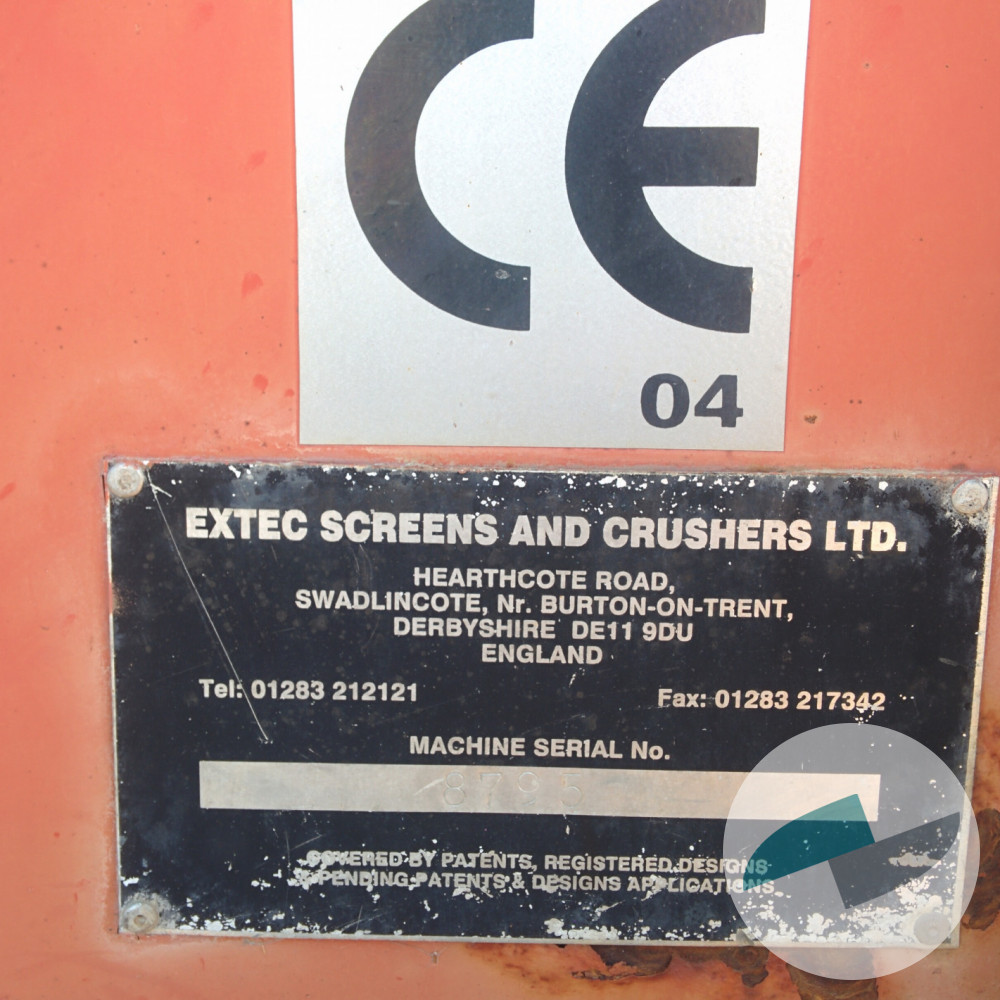 CE
04
EXTEC SCREENS AND CRUSHERS LTD.
HEARTHCOTE ROAD,
SWADLINCOTE, Nr. BURTON-ON-TRENT,
DERBYSHIRE DE11 9DU
ENGLAND
Tel: 01283 212121 Fax: 01283 217342
MACHINE SERIAL No.
8795
COVERED BY PATENTS, REGISTERED DESIGNS
& PENDING PATENTS & DESIGNS APPLICATIONS